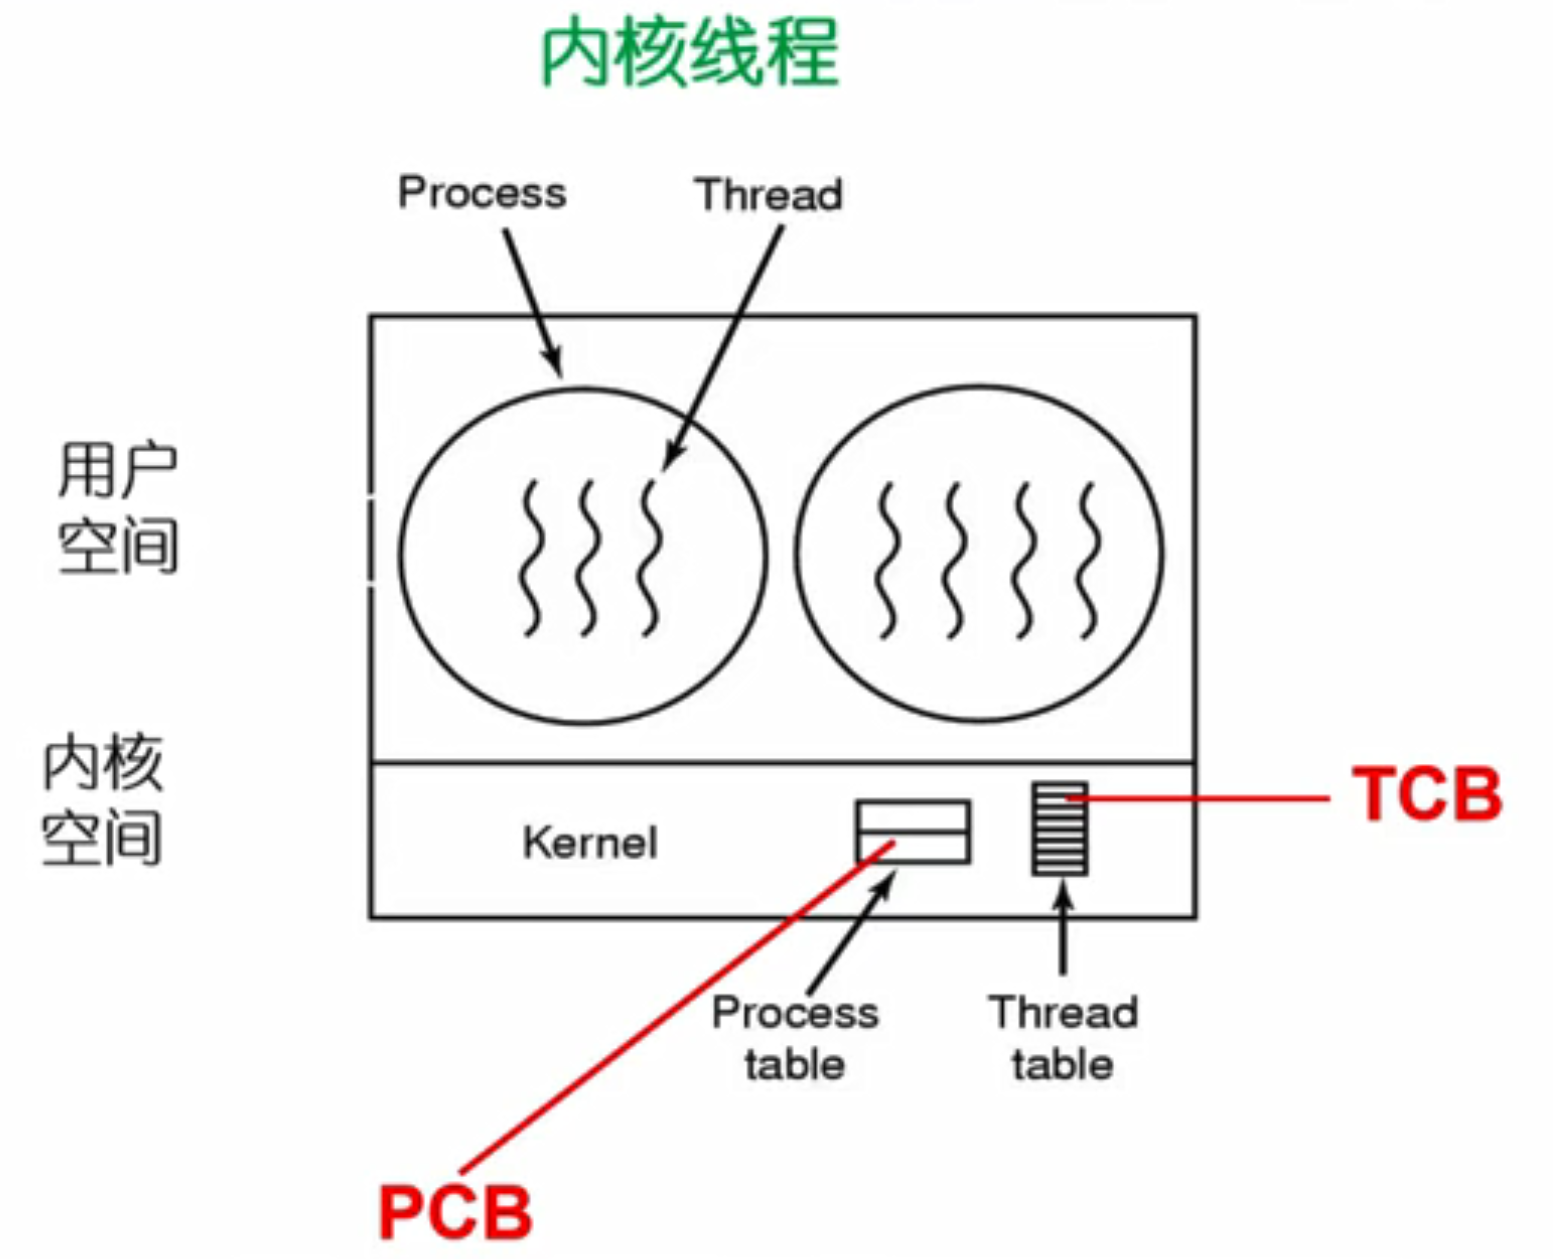 内核线程
Process
Thread
用户
空间
内核
空间
Kernel
TCB
Process
table
Thread
table
PCB